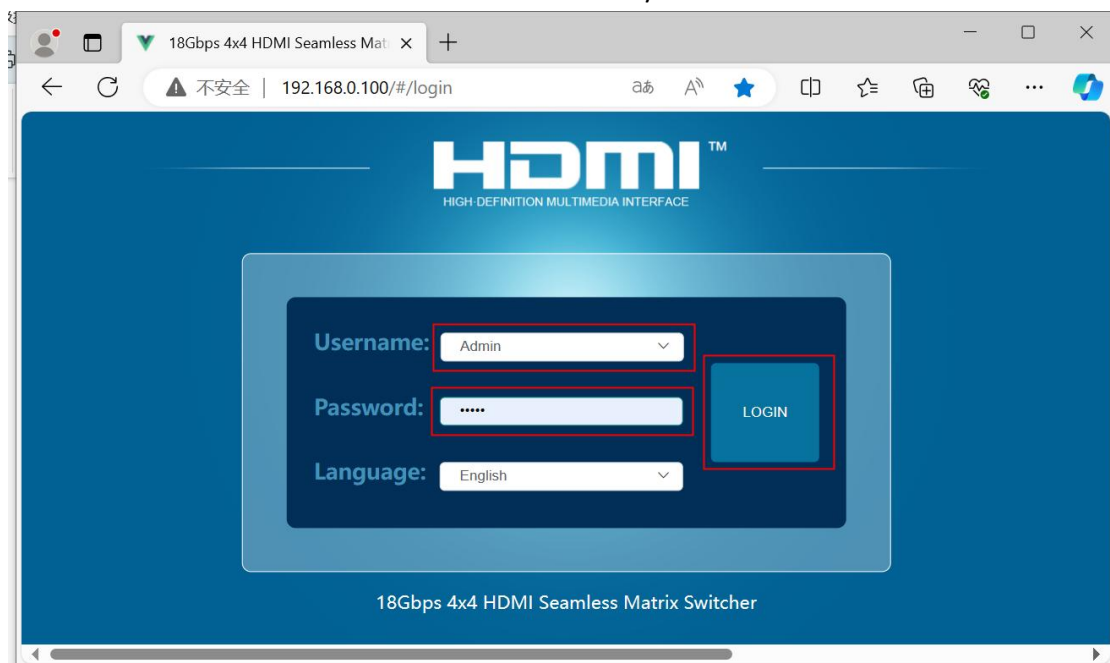 18Gbps 4x4 HDMI Seamless Mat
不安全 | 192.168.0.100/#/login
HDMI™
HIGH-DEFINITION MULTIMEDIA INTERFACE
Username: Admin
Password: •••••
LOGIN
Language: English
18Gbps 4x4 HDMI Seamless Matrix Switcher